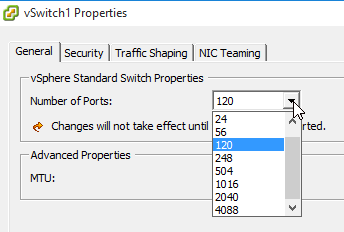 vSwitch1 Properties
General Security Traffic Shaping NIC Teaming
vSphere Standard Switch Properties
Number of Ports: 120
24
56
Changes will not take effect until rted.
120
248
Advanced Properties
504
MTU:
1016
2040
4088